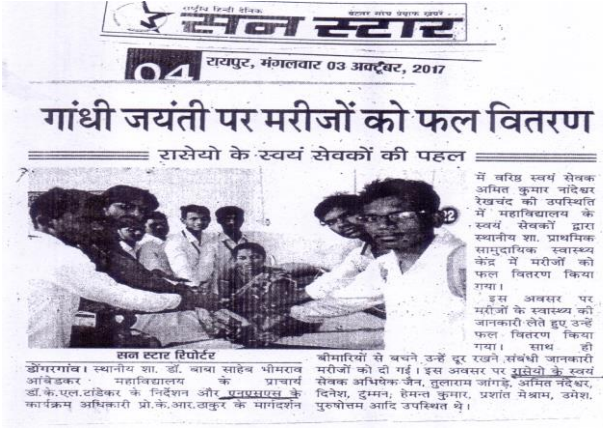 राष्ट्रीय हिन्दी दैनिक
सन स्टार
04
रायपुर, मंगलवार 03 अक्टूबर, 2017
गांधी जयंती पर मरीजों को फल वितरण
रासेयो के स्वयं सेवकों की पहल
सन स्टार रिपोर्टर
डोंगरगांव। स्थानीय शा. डॉ. बाबा साहेब भीमराव
आंबेडकर महाविद्यालय के प्राचार्य
डॉ.के.एल.टांडेकर के निर्देशन और एनएसएस के
कार्यक्रम अधिकारी प्रो.के.आर.ठाकुर के मार्गदर्शन
में वरिष्ठ स्वयं सेवक
अमित कुमार नांदेश्वर
रेखचंद की उपस्थिति
में महाविद्यालय के
स्वयं सेवकों द्वारा
स्थानीय शा. प्राथमिक
सामुदायिक स्वास्थ्य
केंद्र में मरीजों को
फल वितरण किया
गया।
इस अवसर पर
मरीजों के स्वास्थ्य की
जानकारी लेते हुए उन्हें
फल वितरण किया
गया। साथ ही
बीमारियों से बचने उन्हें दूर रखने संबंधी जानकारी
मरीजों को दी गई। इस अवसर पर रासेयो के स्वयं
सेवक अभिषेक जैन, तुलाराम जांगड़े, अमित नंदेश्वर,
दिनेश, दुम्मन, हेमन्त कुमार, प्रशांत मेश्राम, उमेश,
पुरुषोत्तम आदि उपस्थित थे।